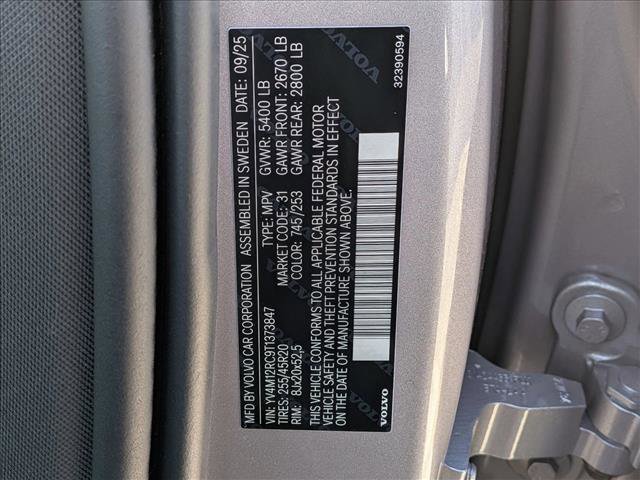 MFD BY VOLVO CAR CORPORATION ASSEMBLED IN SWEDEN DATE: 09/25
VIN: YV4M12RC9T1373847 TYPE: MPV GVWR: 5400 LB
TIRES: 255/45R20 MARKET CODE: 31 GAWR FRONT: 2670 LB
RIM: 8Jx20x52,5 COLOR: 745/253 GAWR REAR: 2800 LB
THIS VEHICLE CONFORMS TO ALL APPLICABLE FEDERAL MOTOR
VEHICLE SAFETY AND THEFT PREVENTION STANDARDS IN EFFECT
ON THE DATE OF MANUFACTURE SHOWN ABOVE.
VOLVO
32390594